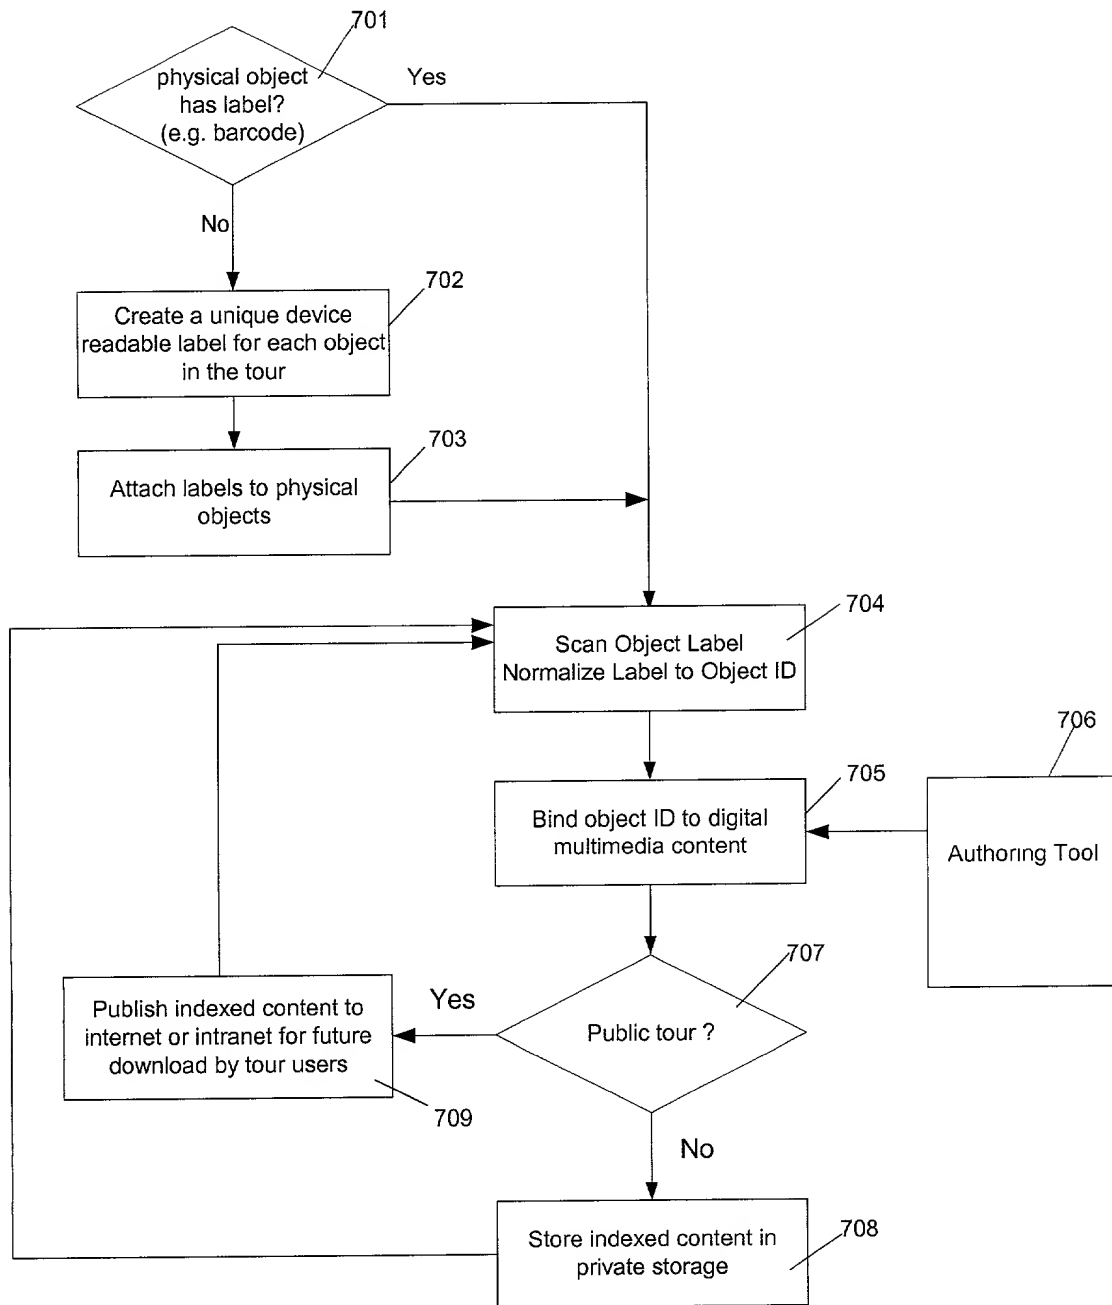 701
physical object
has label?
(e.g. barcode)
Yes
No
702
Create a unique device
readable label for each object
in the tour
703
Attach labels to physical
objects
704
Scan Object Label
Normalize Label to Object ID
706
705
Bind object ID to digital
multimedia content
Authoring Tool
707
Public tour ?
Yes
Publish indexed content to
internet or intranet for future
download by tour users
709
No
Store indexed content in
private storage
708